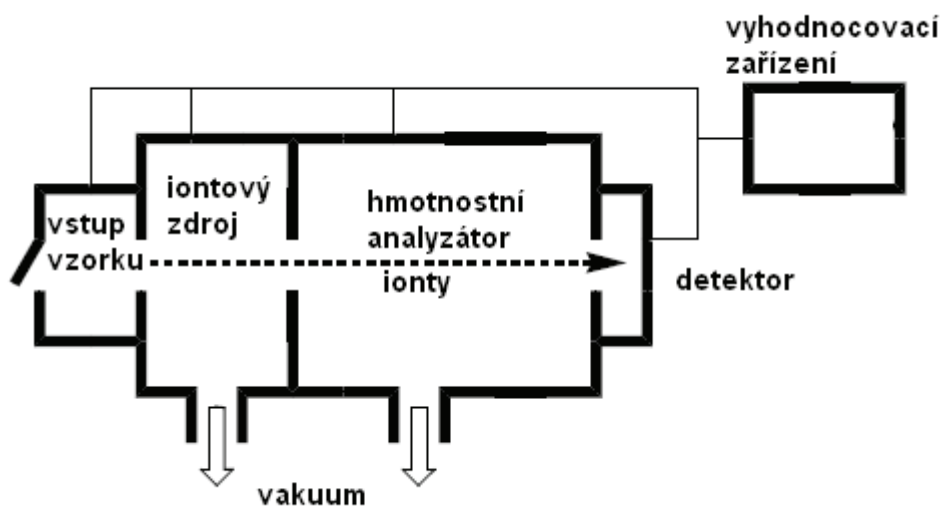 vyhodnocovací
zařízení
iontový
zdroj
vstup
vzorku
hmotnostní
analyzátor
ionty
detektor
vakuum